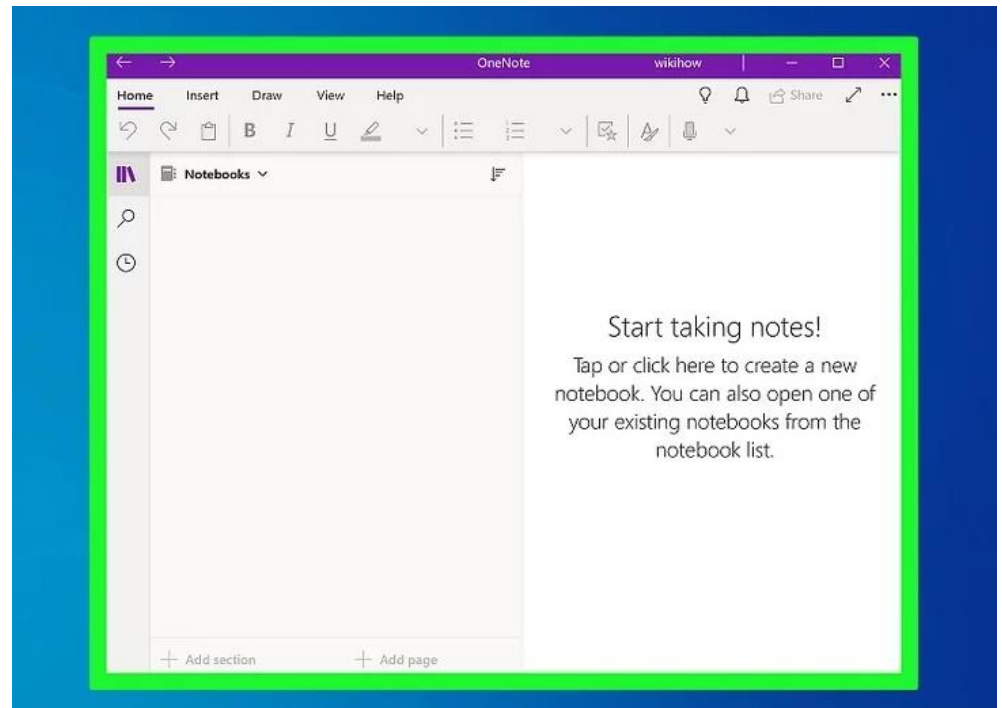 OneNote wikihow
Home Insert Draw View Help Share
B I U
Notebooks
Start taking notes!
Tap or click here to create a new
notebook. You can also open one of
your existing notebooks from the
notebook list.
Add section Add page